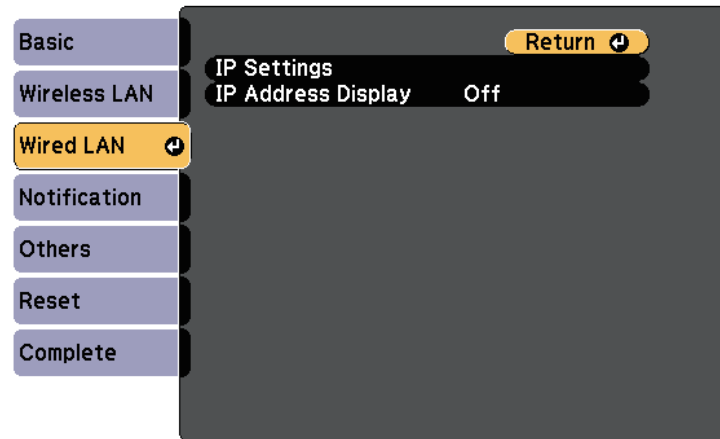 Basic
Wireless LAN
Wired LAN
Notification
Others
Reset
Complete
Return
IP Settings
IP Address Display Off